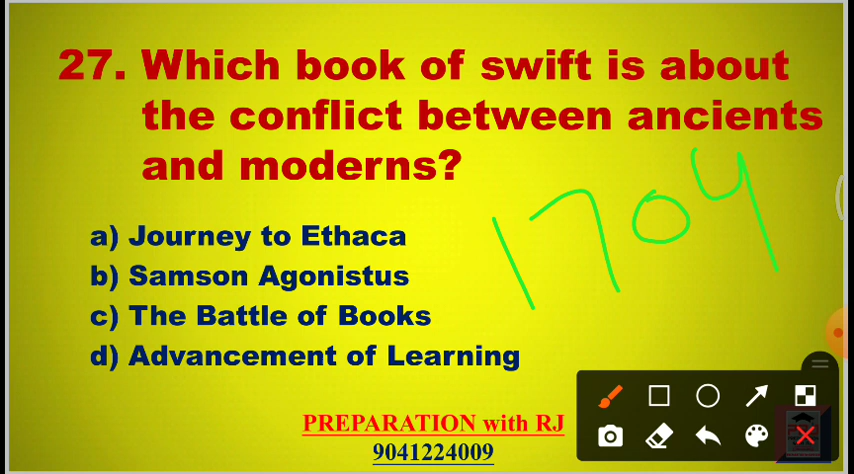 27. Which book of swift is about
the conflict between ancients
and moderns?
1704
a) Journey to Ethaca
b) Samson Agonistus
c) The Battle of Books
d) Advancement of Learning
PREPARATION with RJ
9041224009